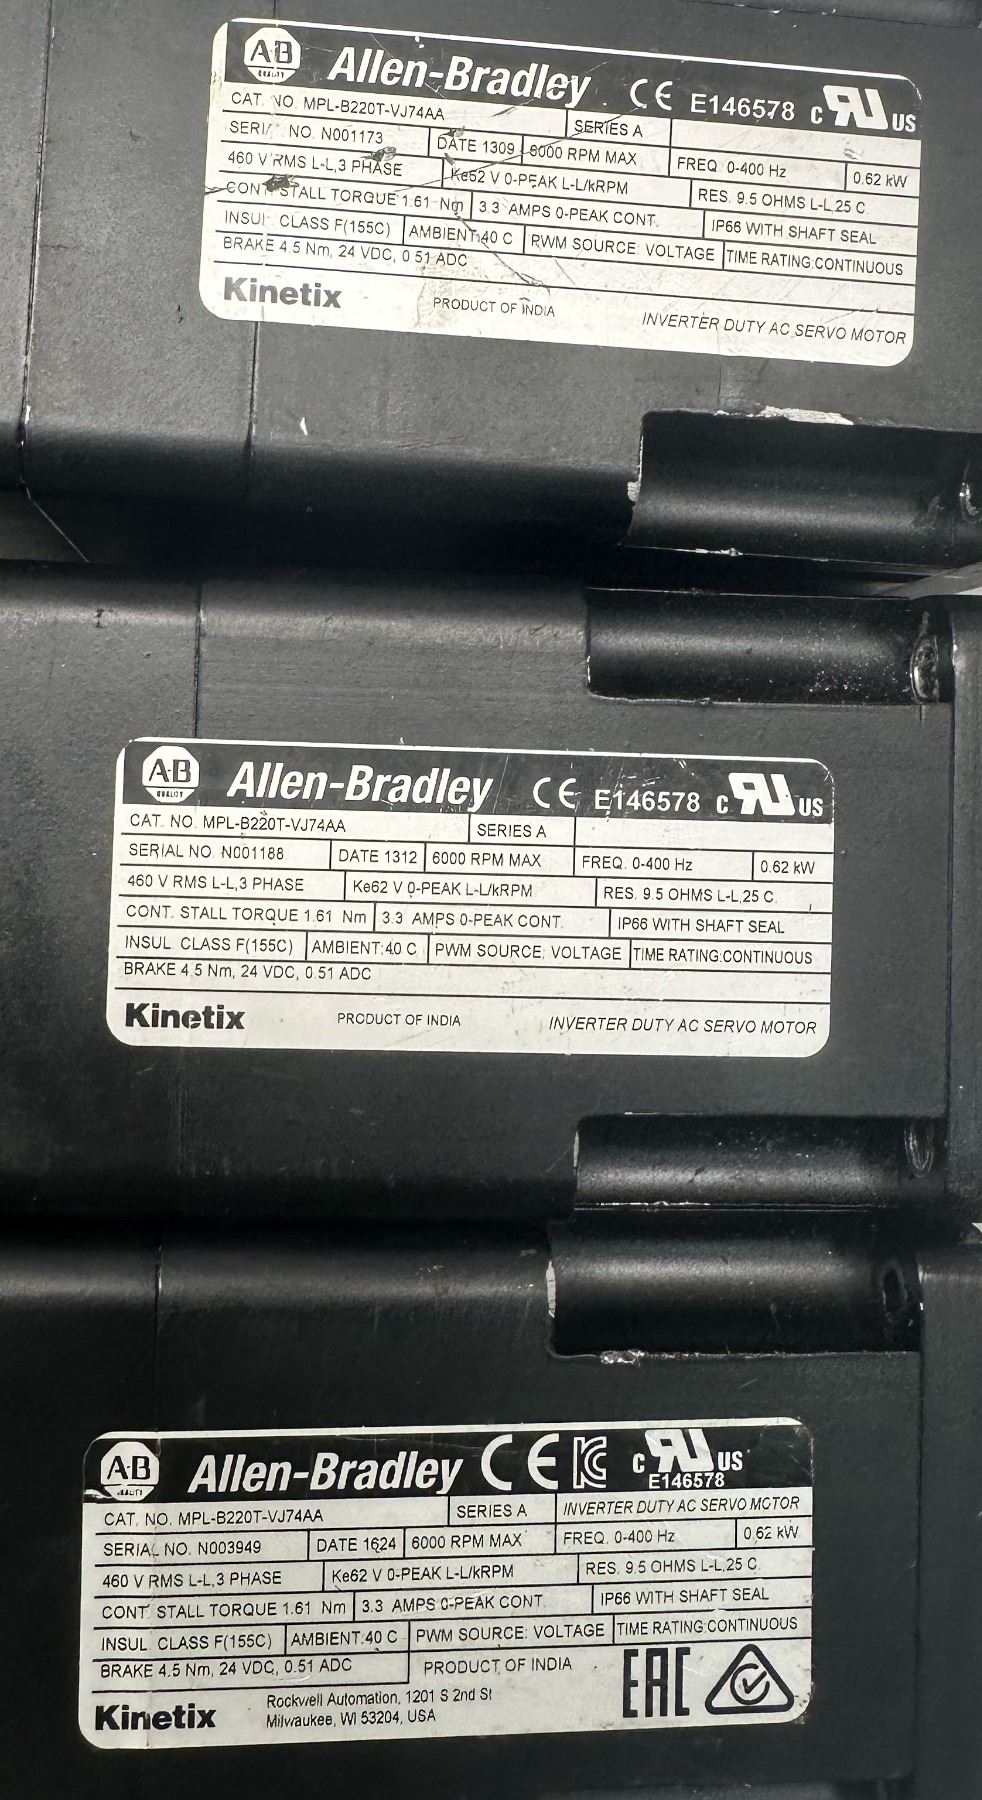 AB QUALITY Allen-Bradley CE E146578 c RU US
CAT. NO. MPL-B220T-VJ74AA SERIES A
SERIAL NO. N001173 DATE 1309 6000 RPM MAX FREQ. 0-400 Hz 0.62 kW
460 V RMS L-L,3 PHASE Ke62 V 0-PEAK L-L/kRPM RES. 9.5 OHMS L-L,25 C
CONT. STALL TORQUE 1.61 Nm 3.3 AMPS 0-PEAK CONT. IP66 WITH SHAFT SEAL
INSUL. CLASS F(155C) AMBIENT:40 C PWM SOURCE: VOLTAGE TIME RATING:CONTINUOUS
BRAKE 4.5 Nm, 24 VDC, 0.51 ADC
Kinetix PRODUCT OF INDIA INVERTER DUTY AC SERVO MOTOR
AB QUALITY Allen-Bradley CE E146578 c RU US
CAT. NO. MPL-B220T-VJ74AA SERIES A
SERIAL NO. N001188 DATE 1312 6000 RPM MAX FREQ. 0-400 Hz 0.62 kW
460 V RMS L-L,3 PHASE Ke62 V 0-PEAK L-L/kRPM RES. 9.5 OHMS L-L,25 C.
CONT. STALL TORQUE 1.61 Nm 3.3 AMPS 0-PEAK CONT. IP66 WITH SHAFT SEAL
INSUL. CLASS F(155C) AMBIENT:40 C PWM SOURCE: VOLTAGE TIME RATING:CONTINUOUS
BRAKE 4.5 Nm, 24 VDC, 0.51 ADC
Kinetix PRODUCT OF INDIA INVERTER DUTY AC SERVO MOTOR
AB QUALITY Allen-Bradley CE KC c RU US
E146578
CAT. NO. MPL-B220T-VJ74AA SERIES A INVERTER DUTY AC SERVO MOTOR
SERIAL NO. N003949 DATE 1624 6000 RPM MAX FREQ. 0-400 Hz 0.62 kW
460 V RMS L-L,3 PHASE Ke62 V 0-PEAK L-L/kRPM RES. 9.5 OHMS L-L,25 C.
CONT. STALL TORQUE 1.61 Nm 3.3 AMPS 0-PEAK CONT. IP66 WITH SHAFT SEAL
INSUL. CLASS F(155C) AMBIENT:40 C PWM SOURCE: VOLTAGE TIME RATING:CONTINUOUS
BRAKE 4.5 Nm, 24 VDC, 0.51 ADC PRODUCT OF INDIA EAC
Kinetix Rockwell Automation, 1201 S 2nd St
Milwaukee, WI 53204, USA